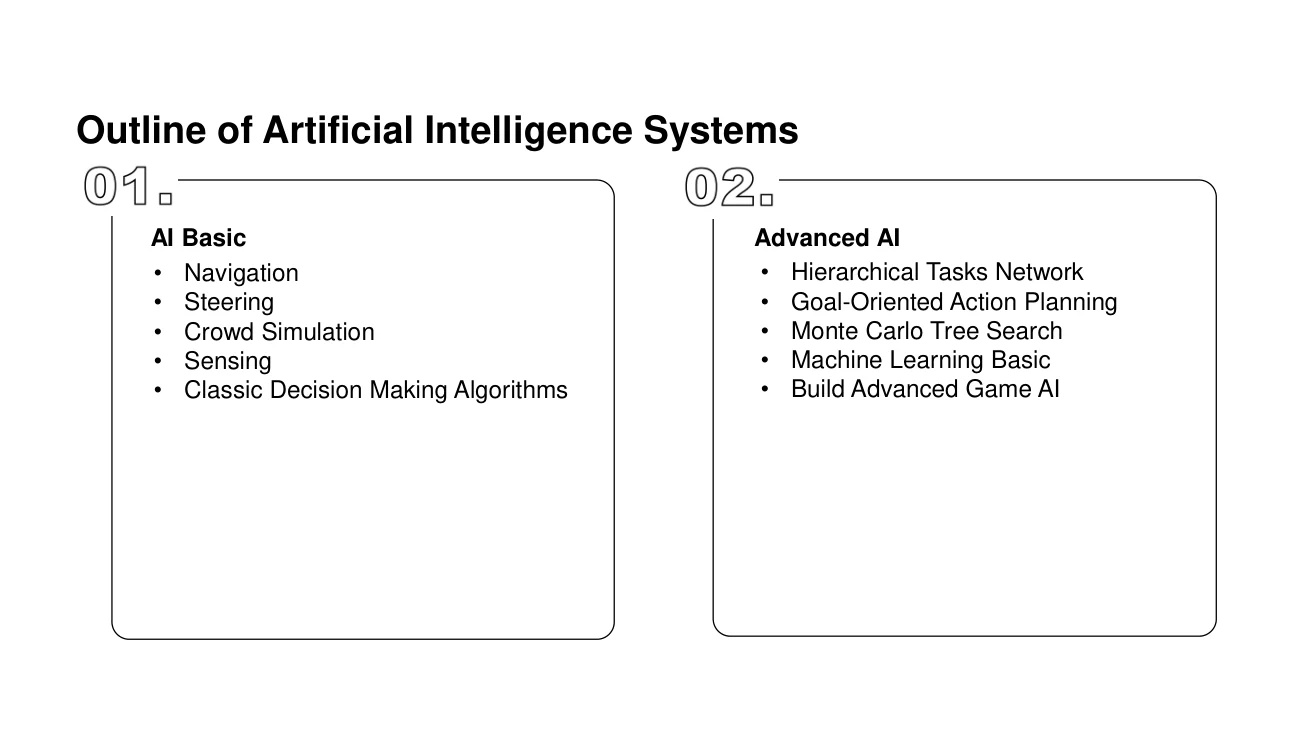 Outline of Artificial Intelligence Systems
01.
AI Basic
• Navigation
• Steering
• Crowd Simulation
• Sensing
• Classic Decision Making Algorithms
02.
Advanced AI
• Hierarchical Tasks Network
• Goal-Oriented Action Planning
• Monte Carlo Tree Search
• Machine Learning Basic
• Build Advanced Game AI